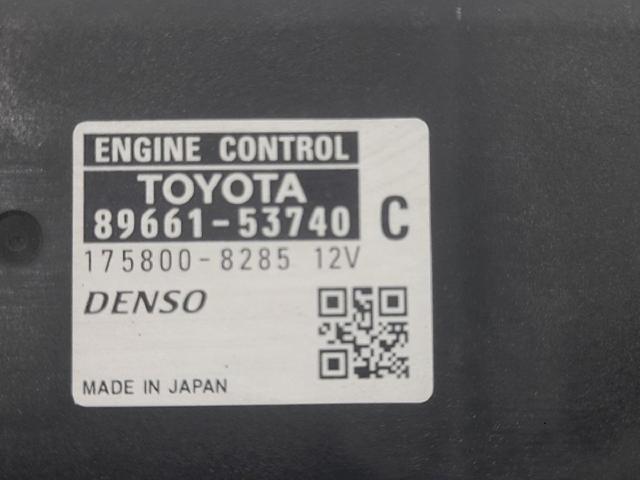 ENGINE CONTROL
TOYOTA
89661-53740 C
175800-8285 12V
DENSO
MADE IN JAPAN